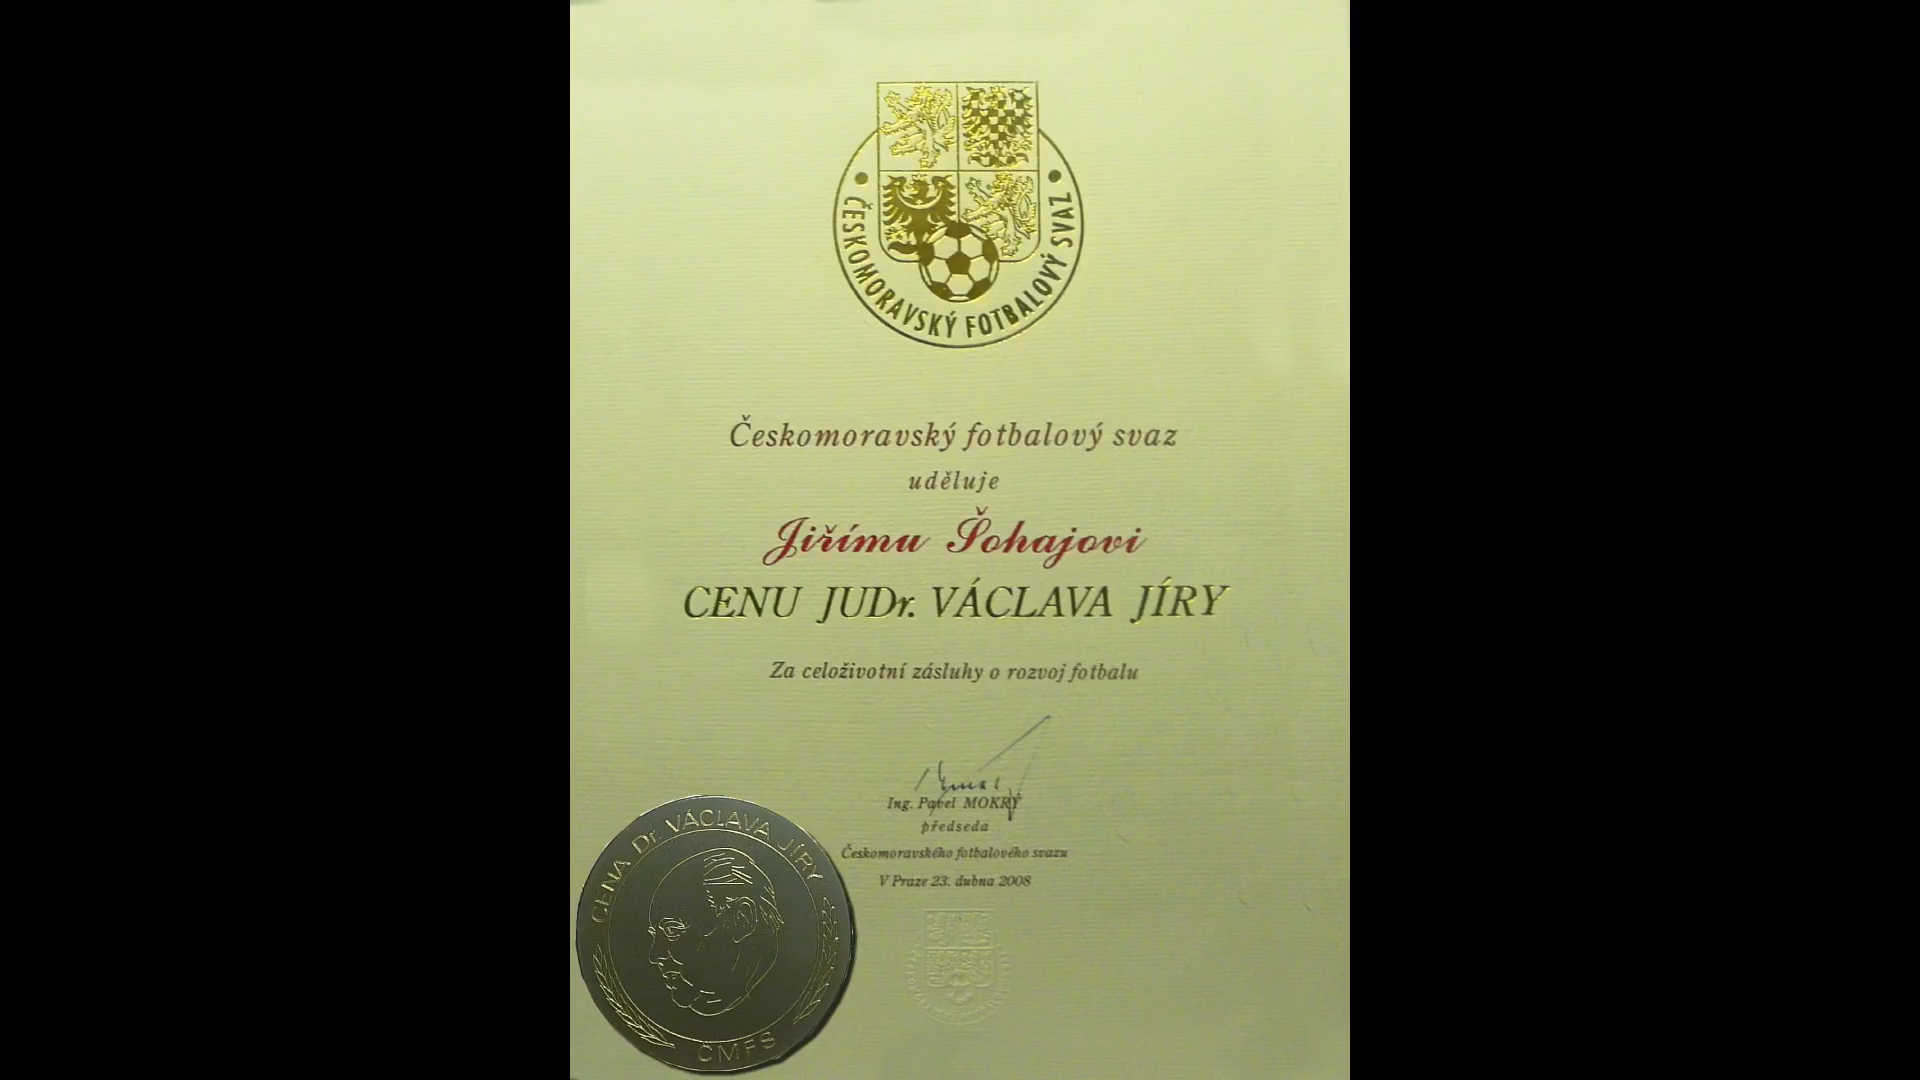 ČESKOMORAVSKÝ FOTBALOVÝ SVAZ
Českomoravský fotbalový svaz
uděluje
Jiřímu Šohajovi
CENU JUDr. VÁCLAVA JÍRY
Za celoživotní zásluhy o rozvoj fotbalu
Ing. Pavel MOKRÝ
předseda
Českomoravského fotbalového svazu
V Praze 23. dubna 2008
CENA Dr. VÁCLAVA JÍRY
ČMFS